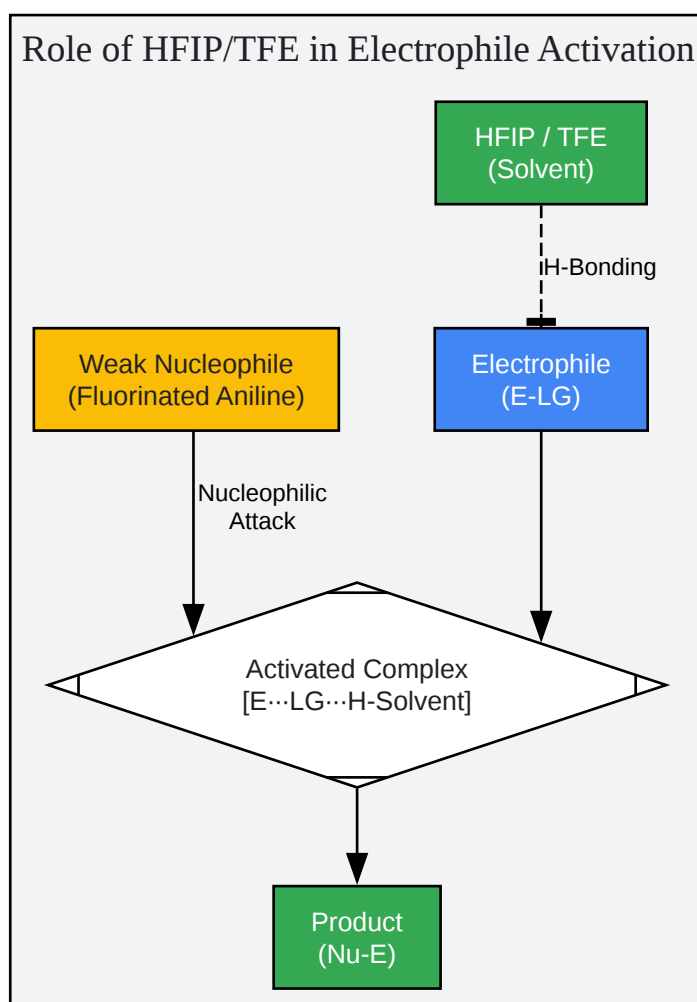 Role of HFIP/TFE in Electrophile Activation
HFIP / TFE
(Solvent)
H-Bonding
Weak Nucleophile
(Fluorinated Aniline)
Electrophile
(E-LG)
Nucleophilic
Attack
Activated Complex
[E···LG···H-Solvent]
Product
(Nu-E)